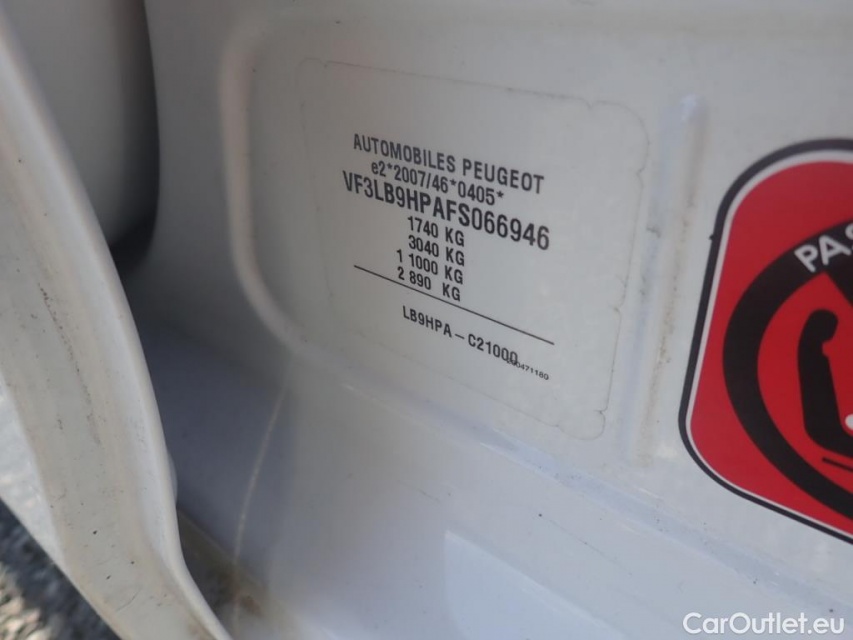 AUTOMOBILES PEUGEOT
e2*2007/46*0405*
VF3LB9HPAFS066946
1740 KG
3040 KG
1 1000 KG
2 890 KG
LB9HPA-C21000
PAS
CarOutlet.eu